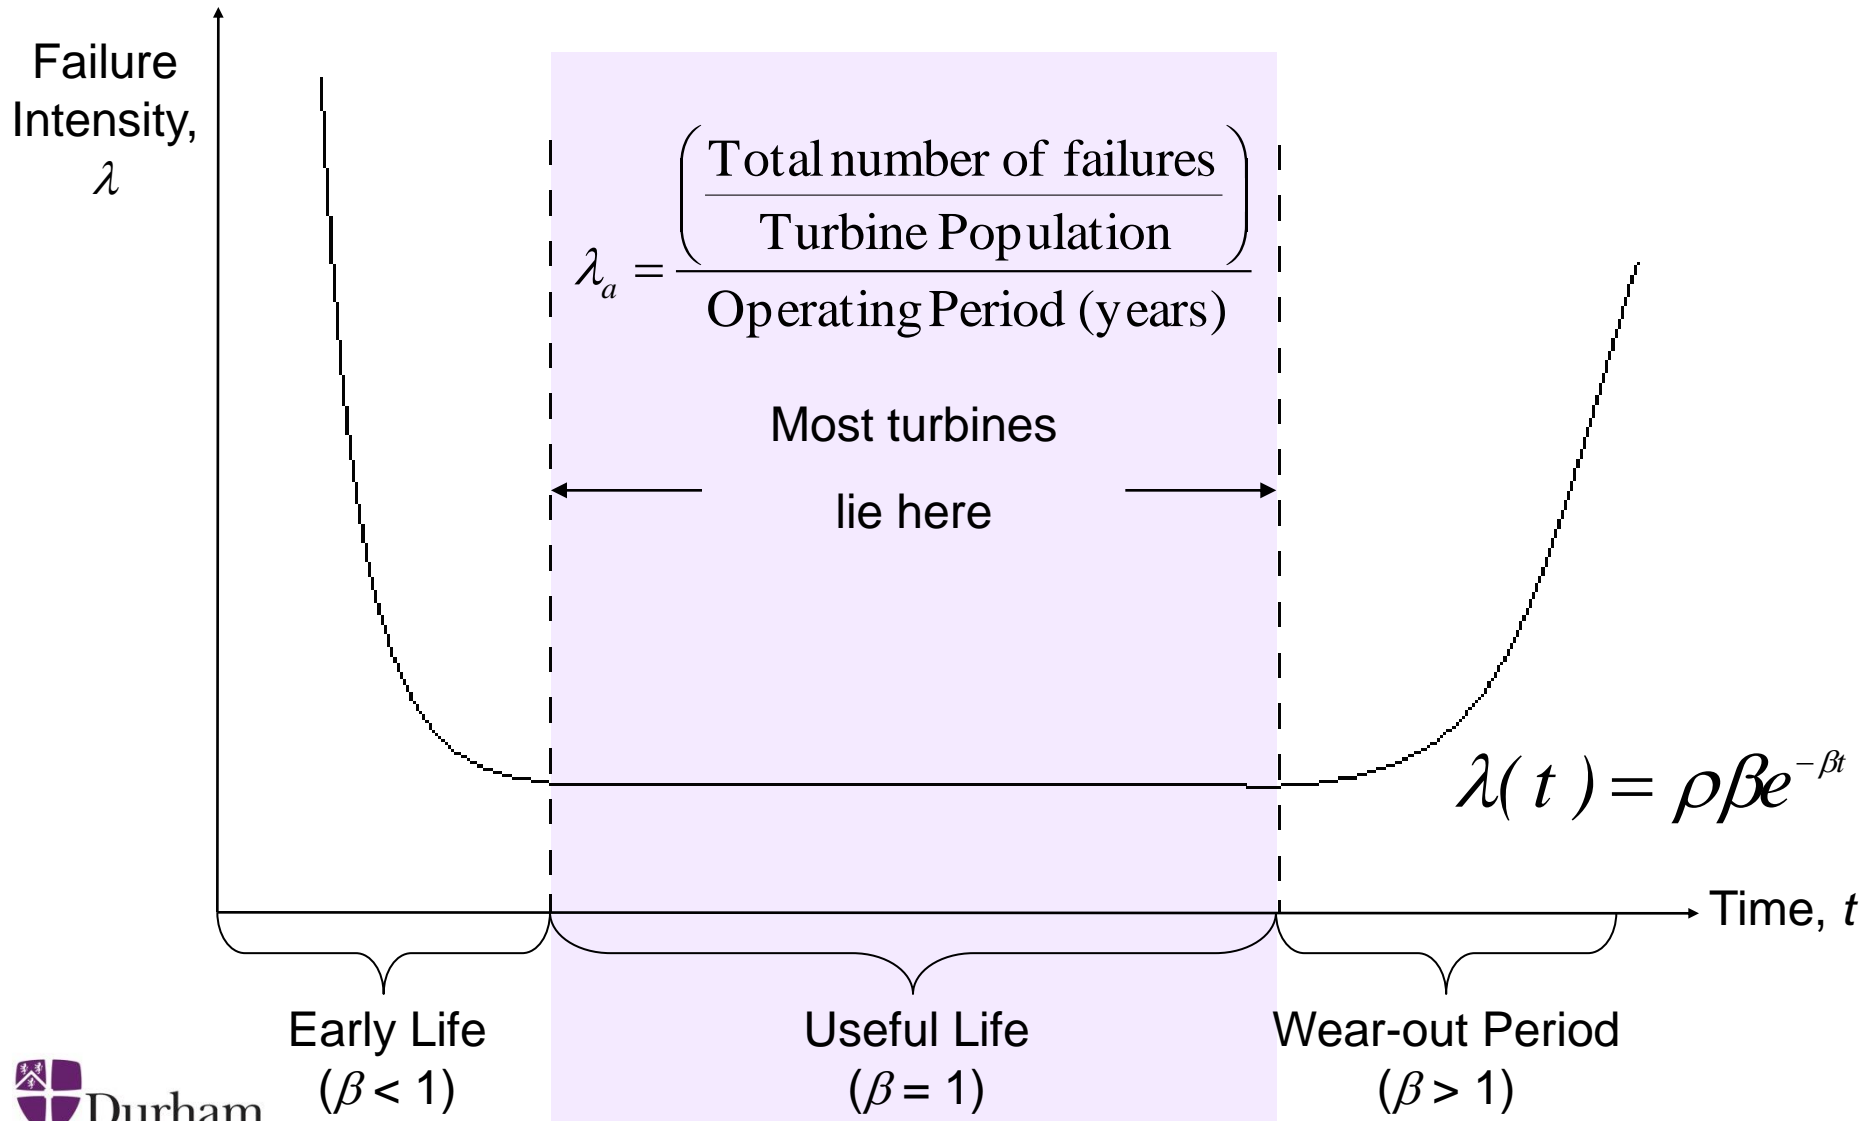 Failure
Intensity,
λ
λₐ = (Total number of failures / Turbine Population) / Operating Period (years)
Most turbines
lie here
λ( t ) = ρβe^{-βt}
Time, t
Early Life
(β < 1)
Useful Life
(β = 1)
Wear-out Period
(β > 1)
Durham